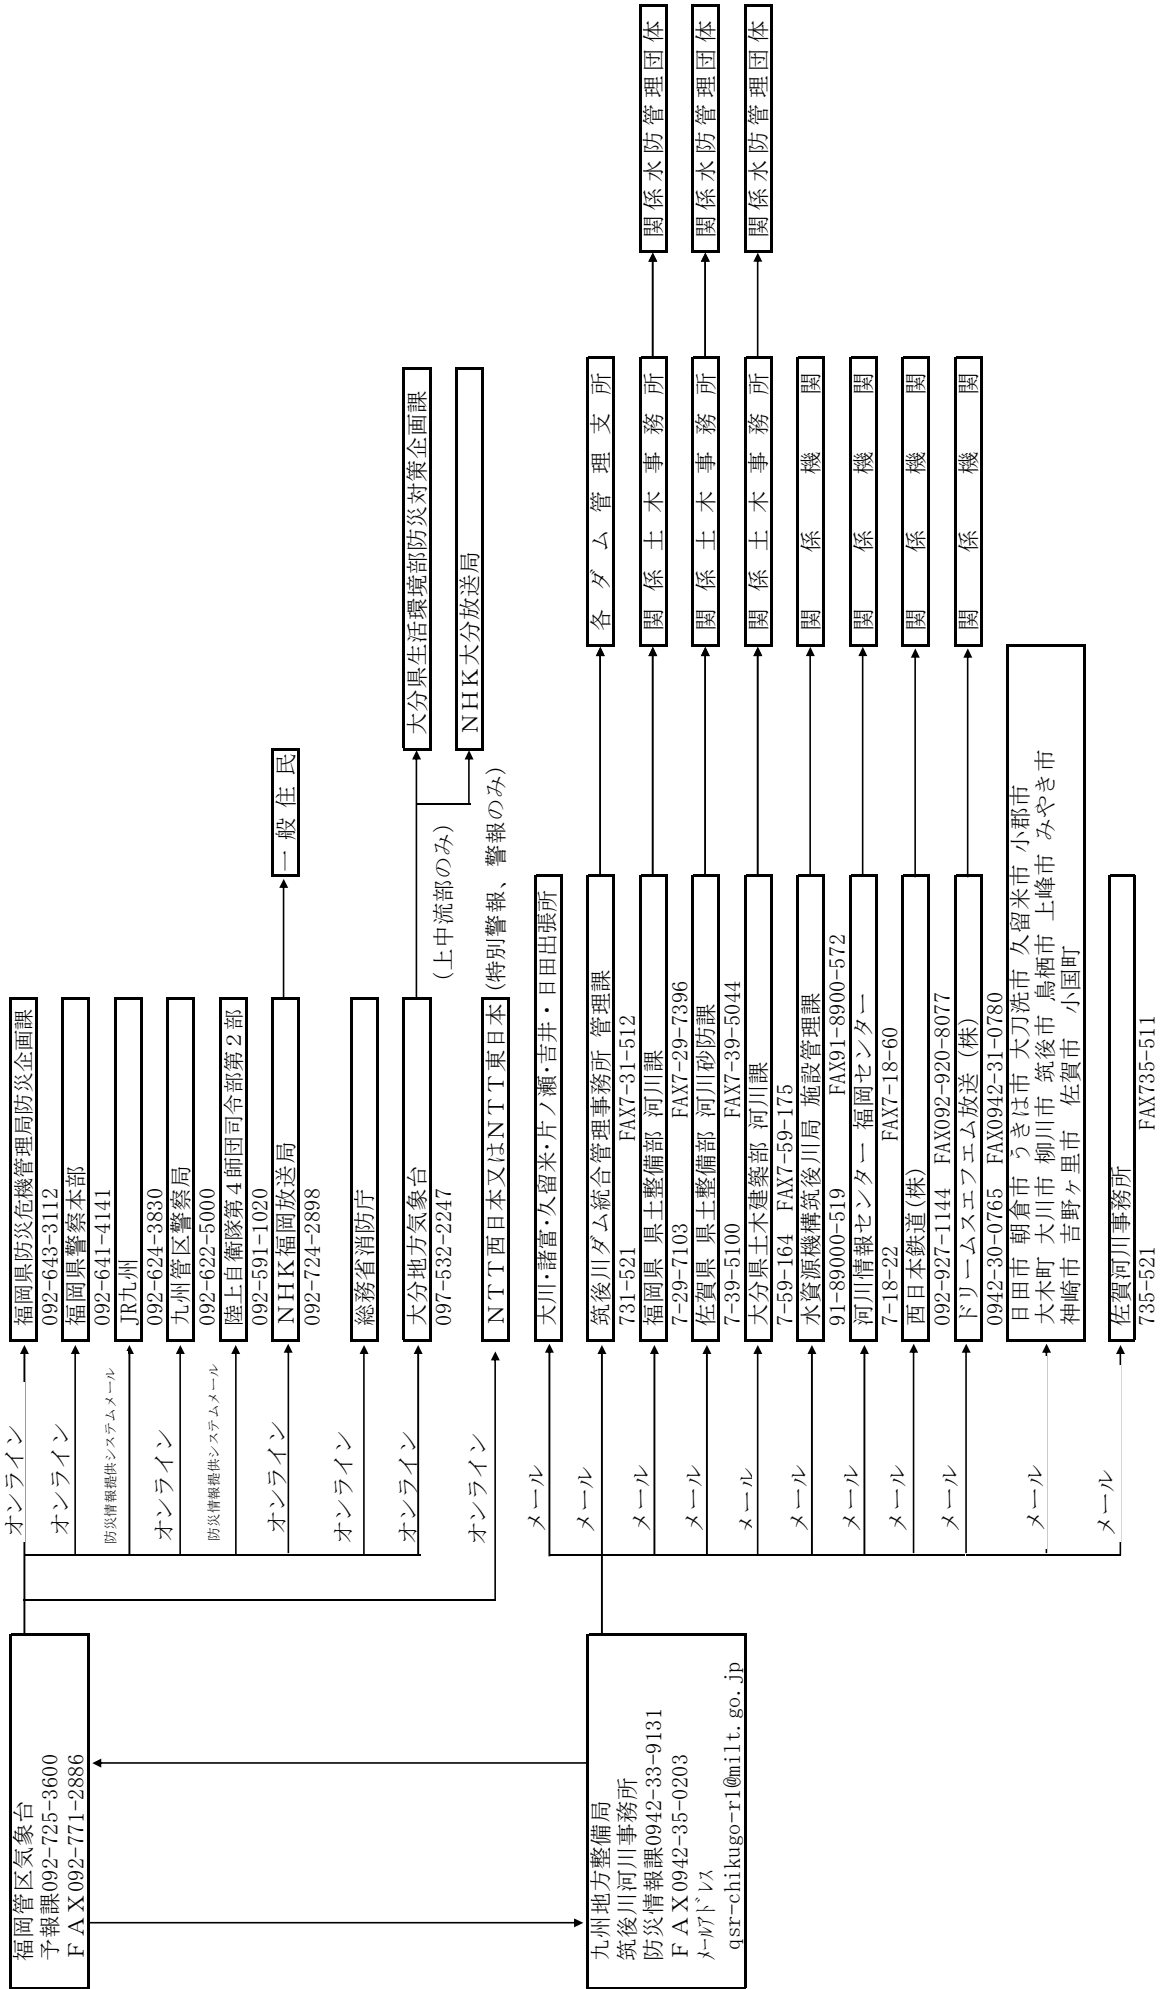 福岡管区気象台
予報課092-725-3600
ＦＡＸ092-771-2886
九州地方整備局
筑後川河川事務所
防災情報課0942-33-9131
ＦＡＸ0942-35-0203
ﾒｰﾙｱﾄﾞﾚｽ
qsr-chikugo-r1@milt.go.jp
オンライン
福岡県防災危機管理局防災企画課
092-643-3112
オンライン
福岡県警察本部
092-641-4141
防災情報提供システムメール
JR九州
092-624-3830
オンライン
九州管区警察局
092-622-5000
防災情報提供システムメール
陸上自衛隊第４師団司令部第２部
092-591-1020
オンライン
ＮＨＫ福岡放送局
092-724-2898
一般住民
オンライン
総務省消防庁
オンライン
大分地方気象台
097-532-2247
(上中流部のみ)
大分県生活環境部防災対策企画課
ＮＨＫ大分放送局
オンライン
ＮＴＴ西日本又はＮＴＴ東日本
(特別警報、警報のみ)
メール
大川・諸富・久留米・片ノ瀬・吉井・日田出張所
メール
筑後川ダム統合管理事務所 管理課
731-521 FAX7-31-512
各ダム管理支所
メール
福岡県 県土整備部 河川課
7-29-7103 FAX7-29-7396
関係土木事務所
関係水防管理団体
メール
佐賀県 県土整備部 河川砂防課
7-39-5100 FAX7-39-5044
関係土木事務所
関係水防管理団体
メール
大分県土木建築部 河川課
7-59-164 FAX7-59-175
関係土木事務所
関係水防管理団体
メール
水資源機構筑後川局 施設管理課
91-89000-519 FAX91-8900-572
関係機関
メール
河川情報センター 福岡センター
7-18-22 FAX7-18-60
関係機関
メール
西日本鉄道(株)
092-927-1144 FAX092-920-8077
関係機関
メール
ドリームスエフエム放送（株）
0942-30-0765 FAX0942-31-0780
関係機関
メール
日田市 朝倉市 うきは市 大刀洗市 久留米市 小郡市
大木町 大川市 柳川市 筑後市 鳥栖市 上峰市 みやき市
神崎市 吉野ヶ里市 佐賀市 小国町
メール
佐賀河川事務所
735-521 FAX735-511